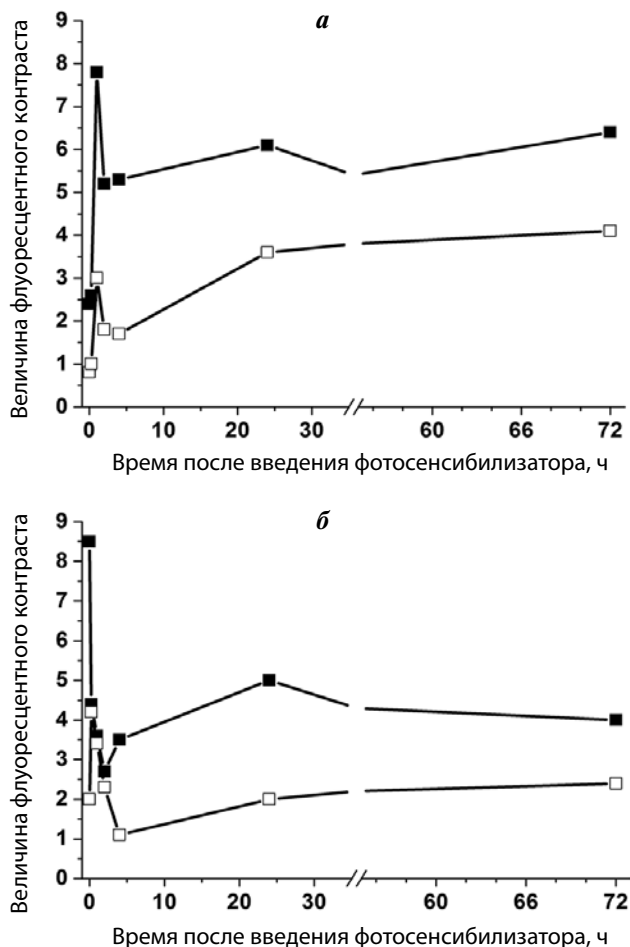 а
9
8
7
6
5
4
3
2
1
0
Величина флуоресцентного контраста
0 10 20 30 60 66 72
Время после введения фотосенсибилизатора, ч
б
9
8
7
6
5
4
3
2
1
0
Величина флуоресцентного контраста
0 10 20 30 60 66 72
Время после введения фотосенсибилизатора, ч